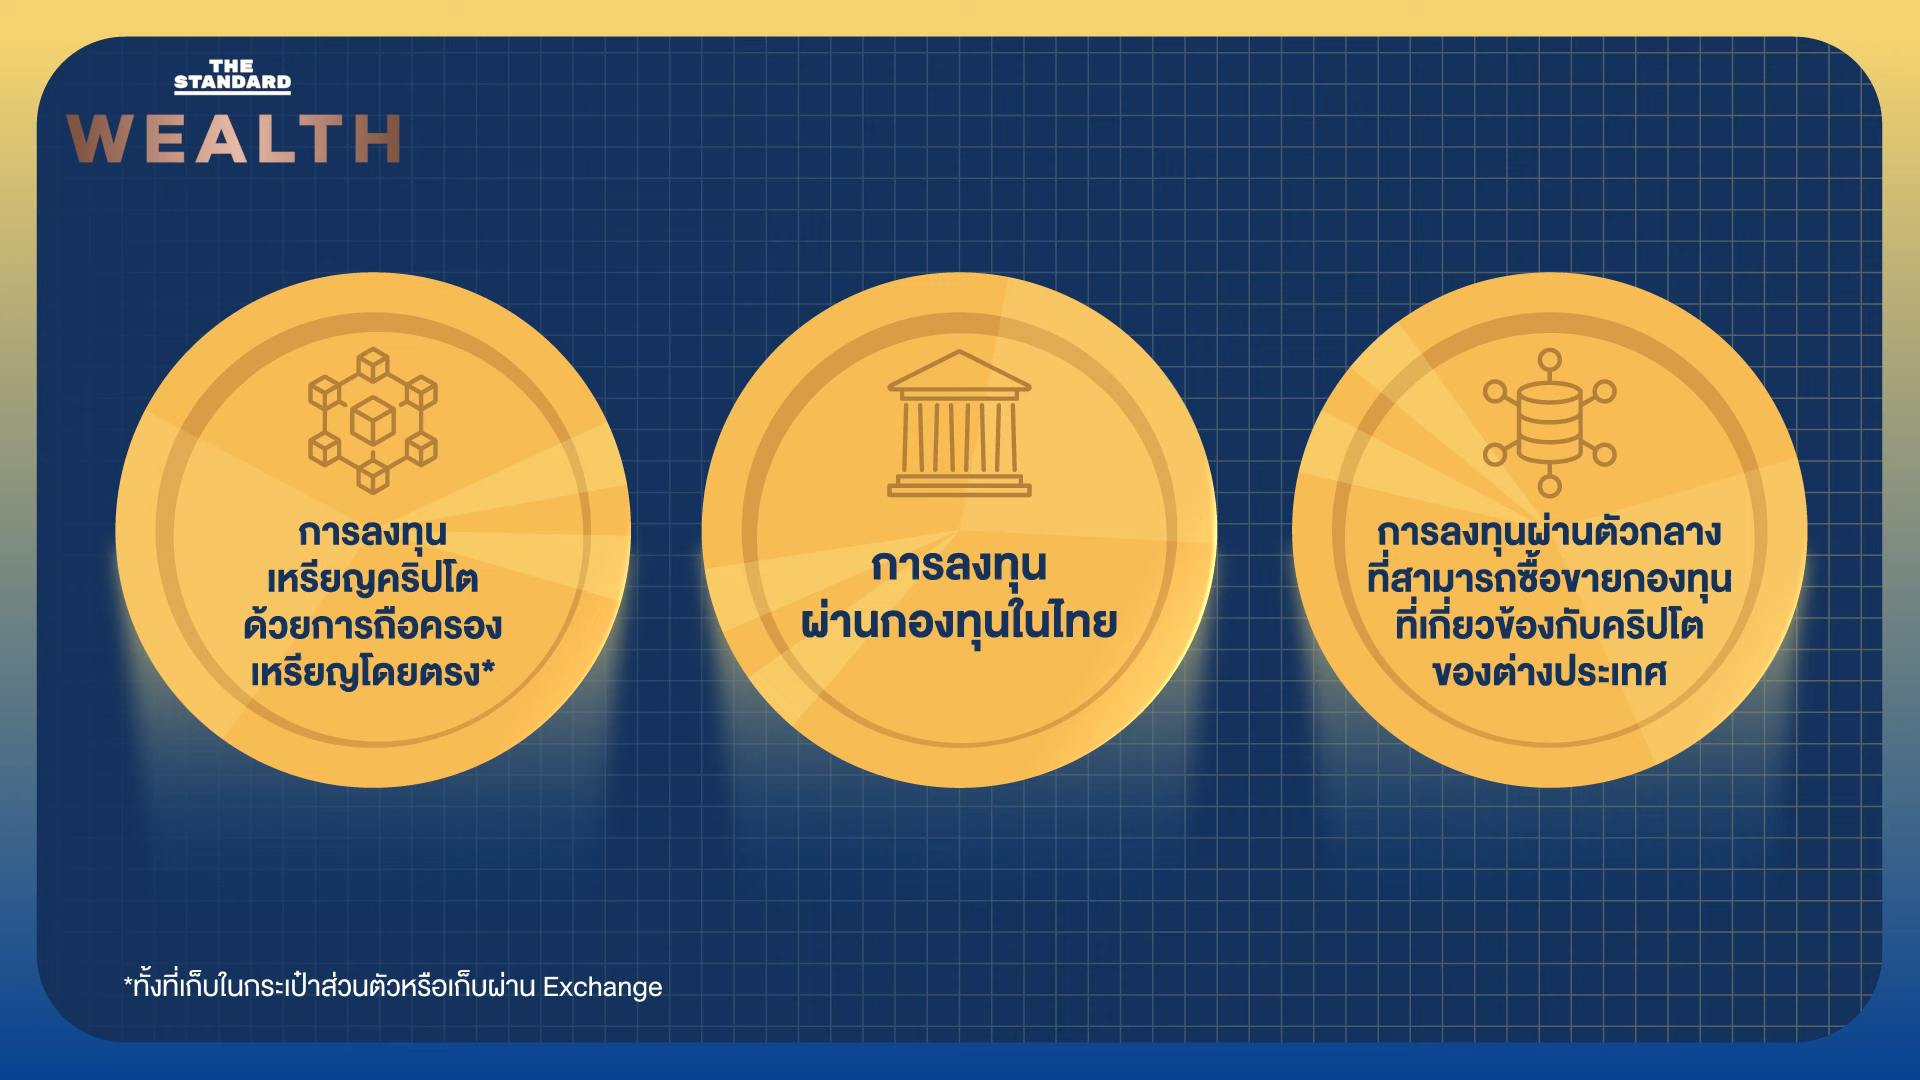 THE
STANDARD
WEALTH
การลงทุน
เหรียญคริปโต
ด้วยการถือครอง
เหรียญโดยตรง*
การลงทุน
ผ่านกองทุนในไทย
การลงทุนผ่านตัวกลาง
ที่สามารถซื้อขายกองทุน
ที่เกี่ยวข้องกับคริปโต
ของต่างประเทศ
*ทั้งที่เก็บในกระเป๋าส่วนตัวหรือเก็บผ่าน Exchange